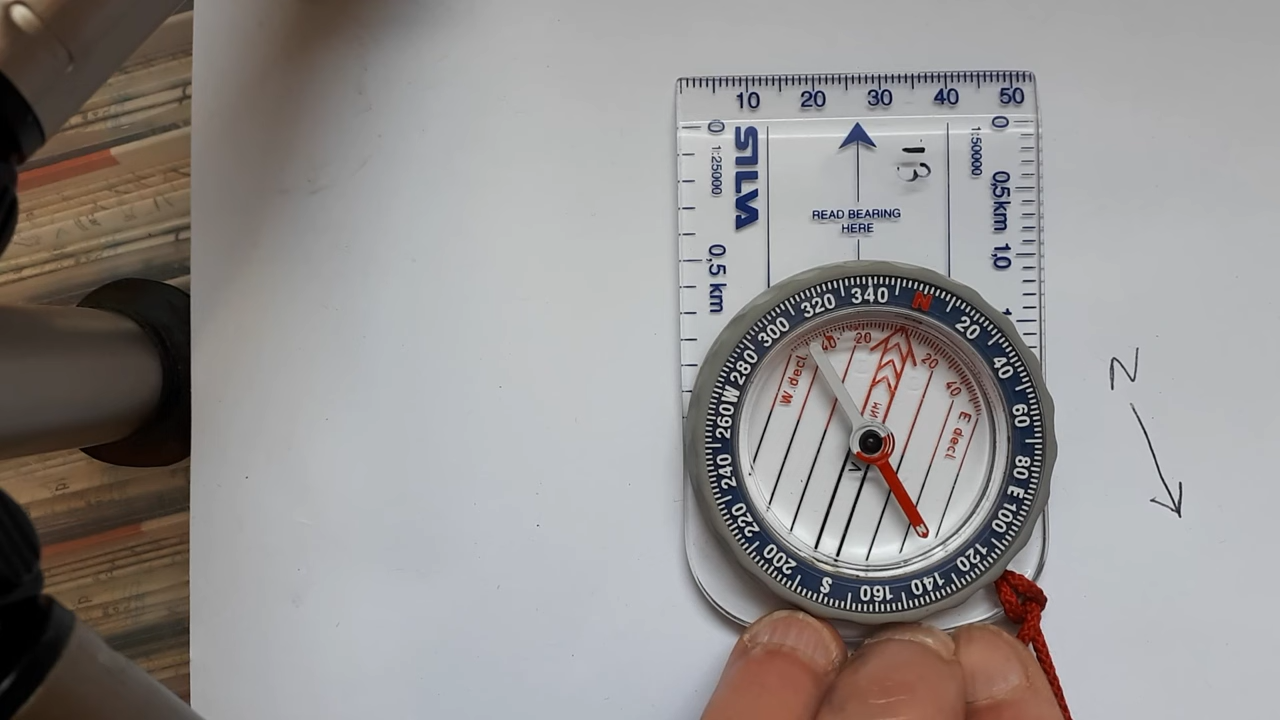 10 20 30 40 50
0
1:25000
SILVA
0,5 km
READ BEARING
HERE
13
1:50000
0
0,5km
1,0
N 20 40 60 80 E 100 120 140 160 S 200 220 240 260 W 280 300 320 340
W.decl. 40° 20 20 40 E decl.
N
N